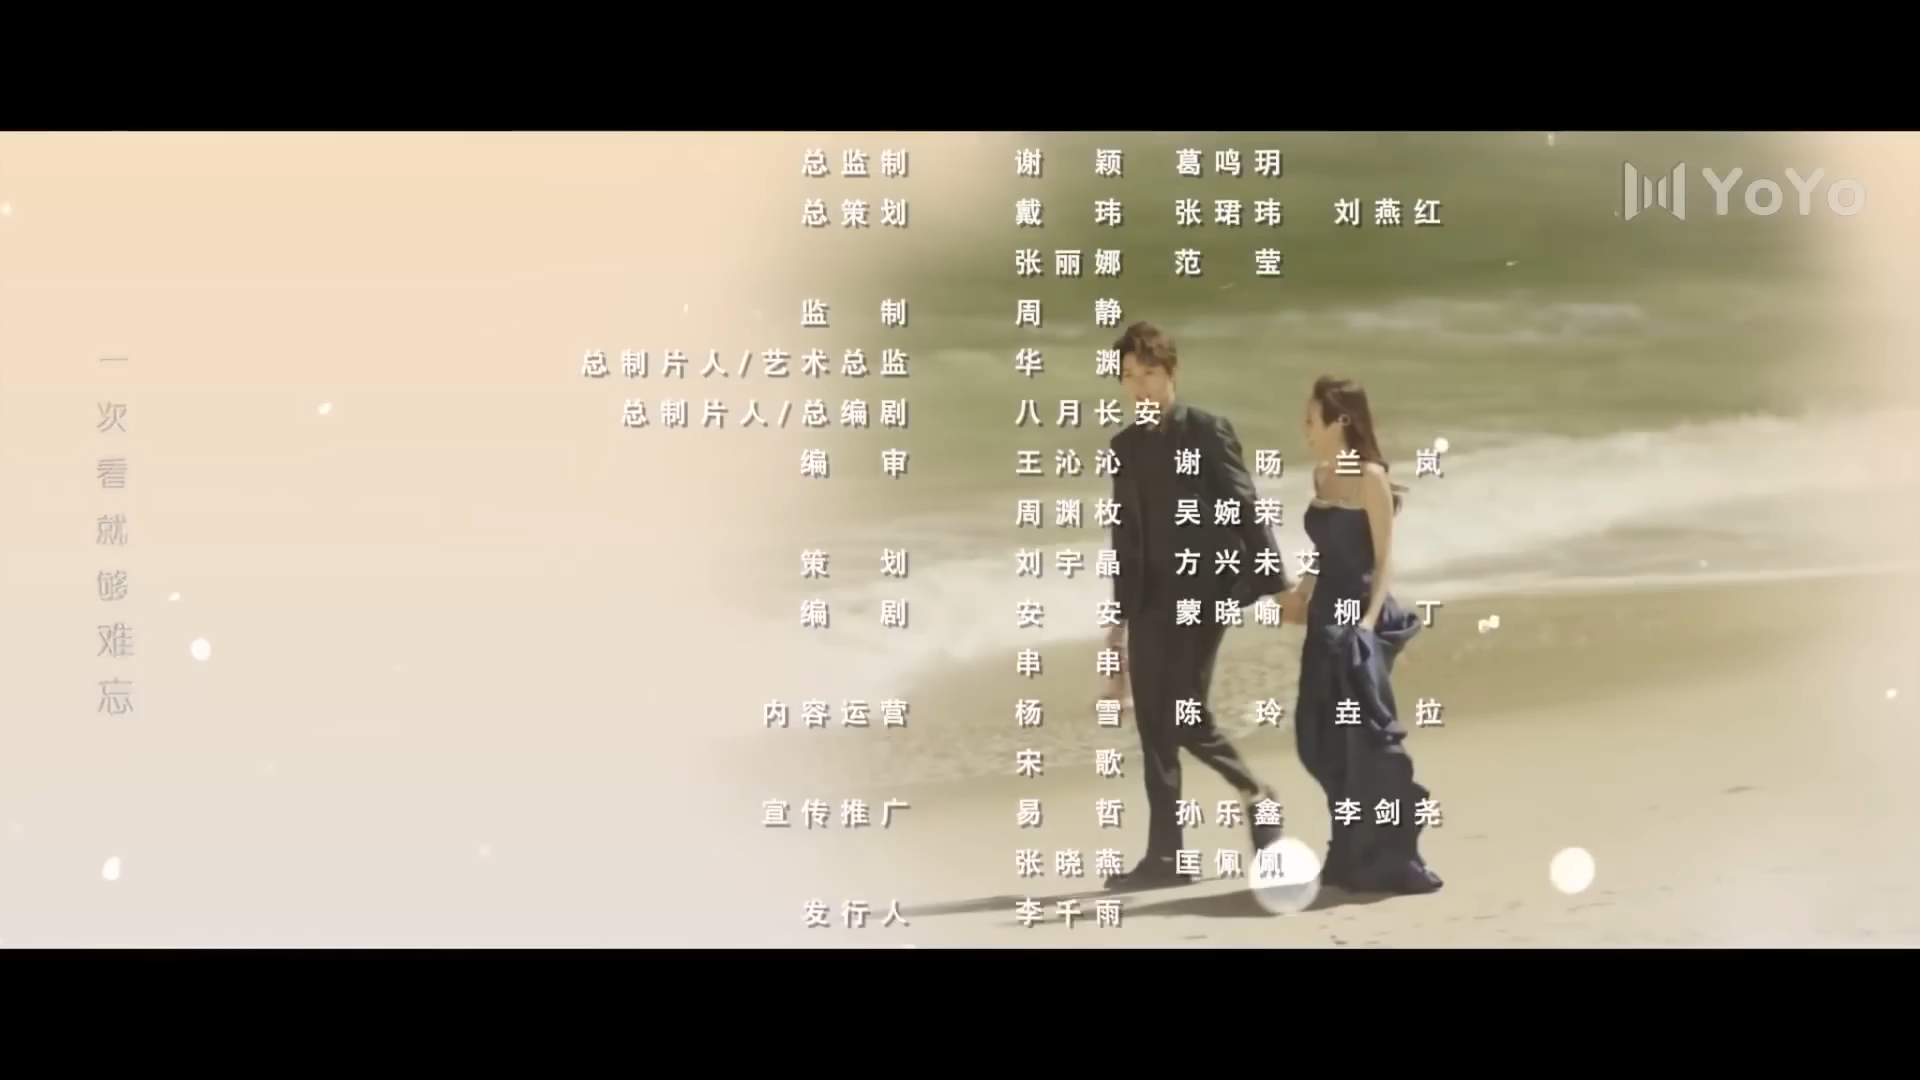 YoYo
总监制 谢颖 葛鸣玥
总策划 戴玮 张珺玮 刘燕红
张丽娜 范莹
监制 周静
总制片人/艺术总监 华渊
总制片人/总编剧 八月长安
编审 王沁沁 谢旸 兰岚
周渊枚 吴婉荣
策划 刘宇晶 方兴未艾
编剧 安安 蒙晓喻 柳丁
串串
内容运营 杨雪 陈玲 垚拉
宋歌
宣传推广 易哲 孙乐鑫 李剑尧
张晓燕 匡佩佩
发行人 李千雨
一次看就够难忘